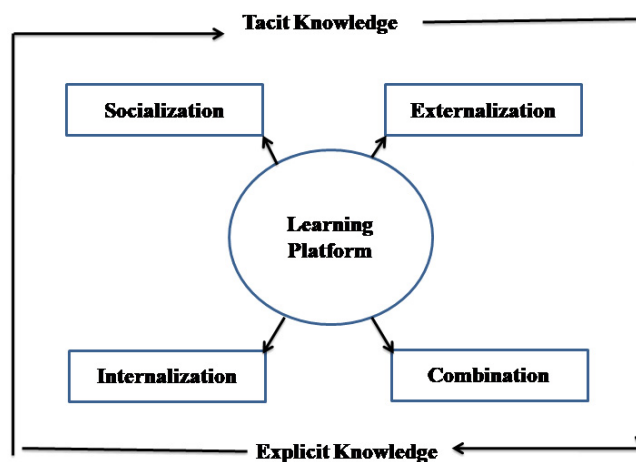 Tacit Knowledge
Socialization
Externalization
Learning
Platform
Internalization
Combination
Explicit Knowledge